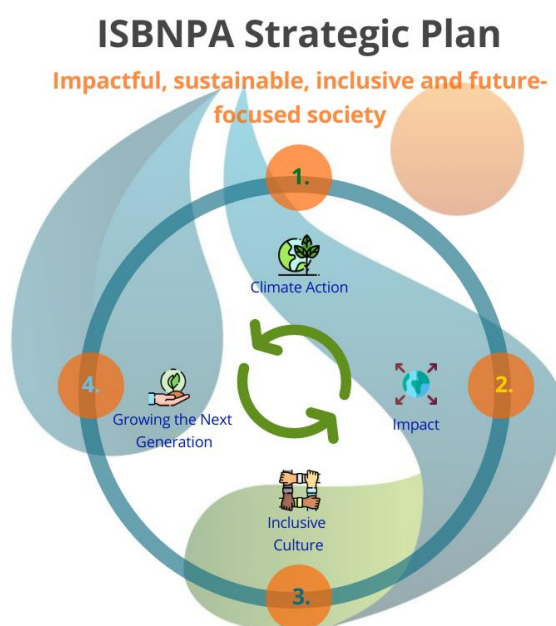 ISBNPA Strategic Plan
Impactful, sustainable, inclusive and future-
focused society
1.
Climate Action
2.
Impact
4.
Growing the Next
Generation
Inclusive
Culture
3.